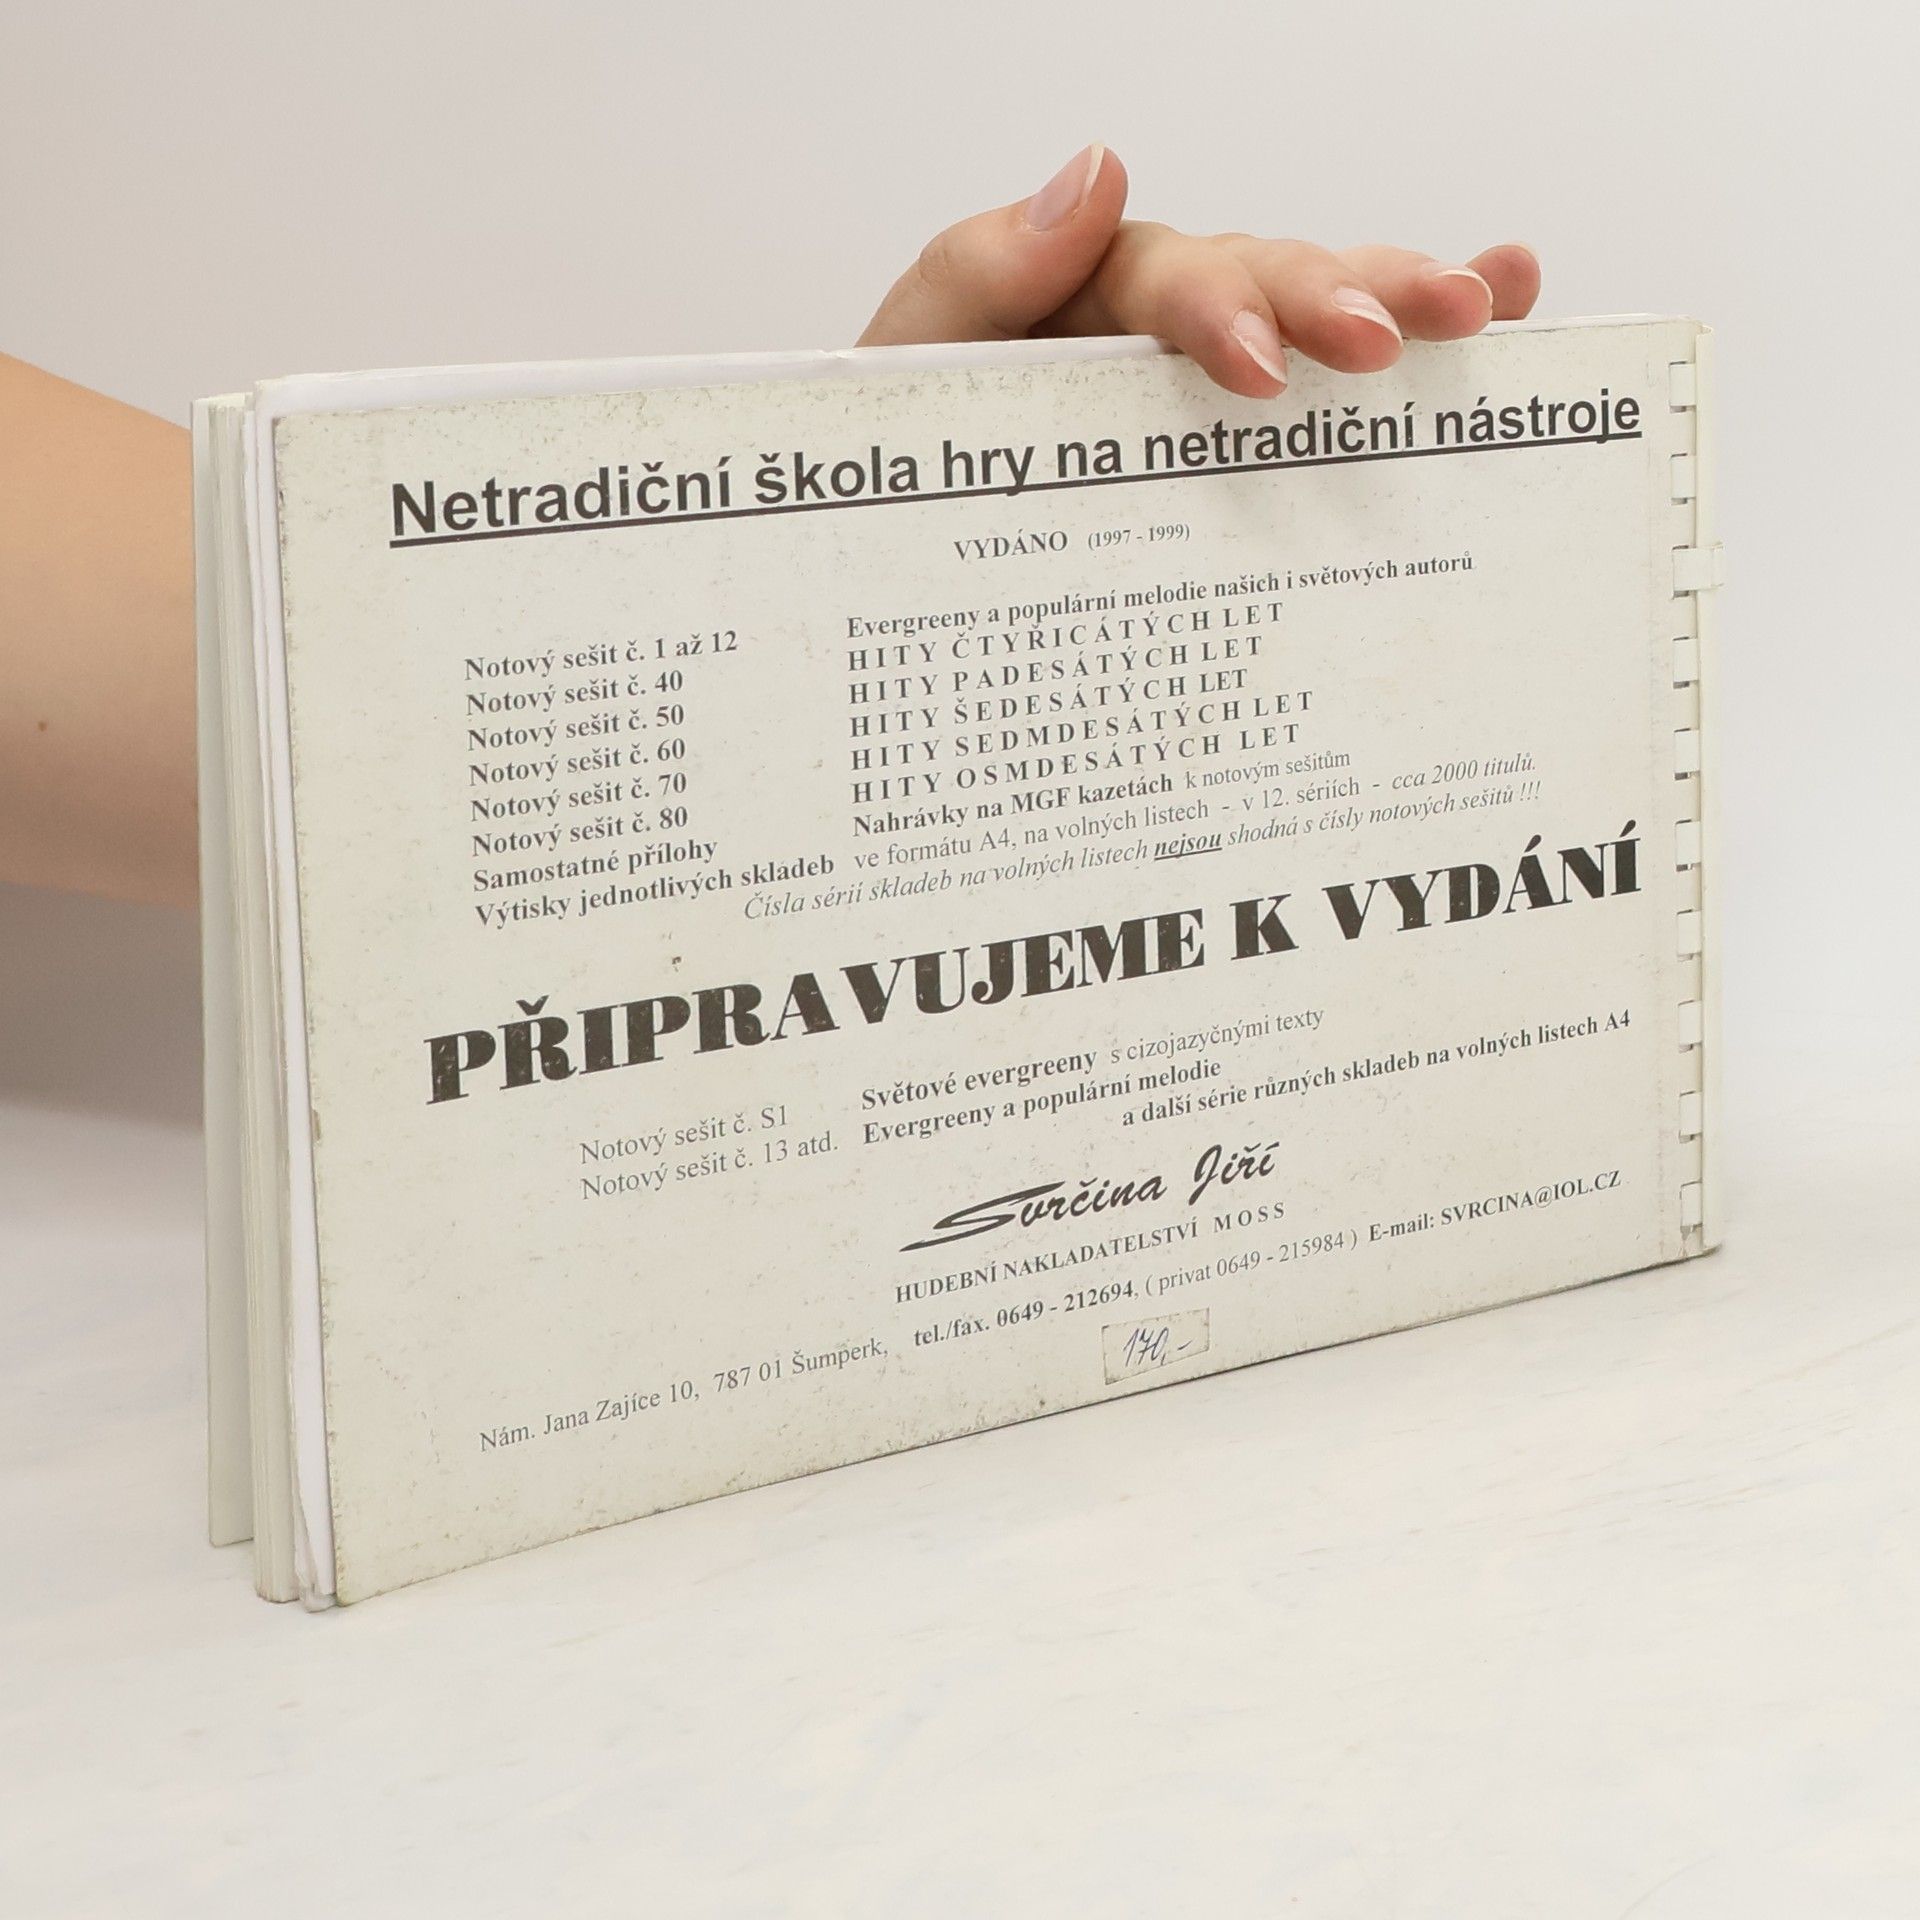 Netradiční škola hry na netradiční nástroje
VYDÁNO (1997 - 1999)
Notový sešit č. 1 až 12 Evergreeny a populární melodie našich i světových autorů
Notový sešit č. 40 HITY ČTYŘICÁTÝCH LET
Notový sešit č. 50 HITY PADESÁTÝCH LET
Notový sešit č. 60 HITY ŠEDESÁTÝCH LET
Notový sešit č. 70 HITY SEDMDESÁTÝCH LET
Notový sešit č. 80 HITY OSMDESÁTÝCH LET
Samostatné přílohy Nahrávky na MGF kazetách k notovým sešitům
Výtisky jednotlivých skladeb ve formátu A4, na volných listech - v 12. sériích - cca 2000 titulů.
Čísla sérií skladeb na volných listech nejsou shodná s čísly notových sešitů !!!
PŘIPRAVUJEME K VYDÁNÍ
Notový sešit č. S1 Světové evergreeny s cizojazyčnými texty
Notový sešit č. 13 atd. Evergreeny a populární melodie
a další série různých skladeb na volných listech A4
Svrčina Jiří
HUDEBNÍ NAKLADATELSTVÍ MOSS
Nám. Jana Zajíce 10, 787 01 Šumperk, tel./fax. 0649 - 212694, ( privat 0649 - 215984 ) E-mail: SVRCINA@IOL.CZ
170,-